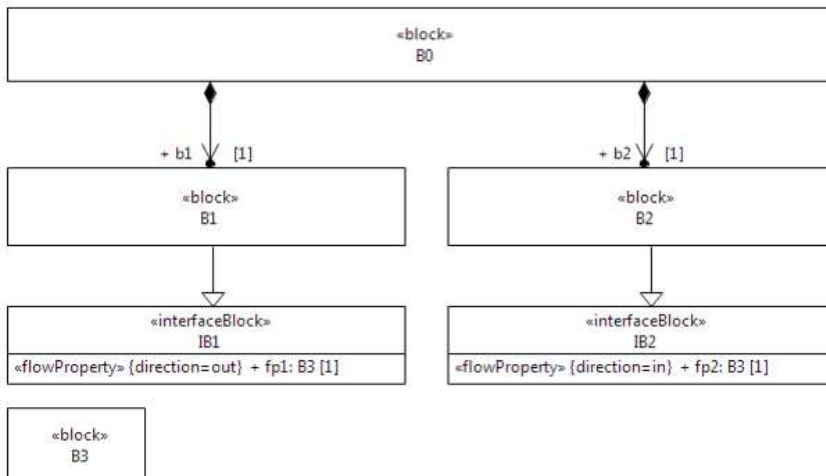 «block»
B0
+ b1 [1]
+ b2 [1]
«block»
B1
«block»
B2
«interfaceBlock»
IB1
«flowProperty» {direction=out} + fp1: B3 [1]
«interfaceBlock»
IB2
«flowProperty» {direction=in} + fp2: B3 [1]
«block»
B3